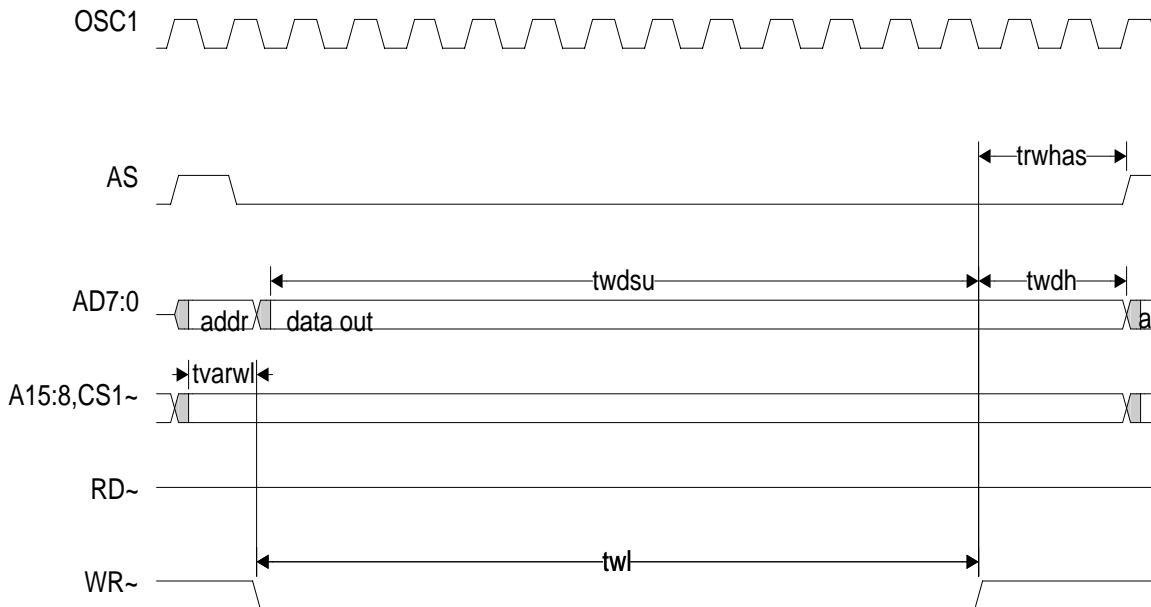 OSC1
trwhas
AS
twdsu
twdh
AD7:0
addr
data out
a
tvarwl
A15:8,CS1~
RD~
twl
WR~